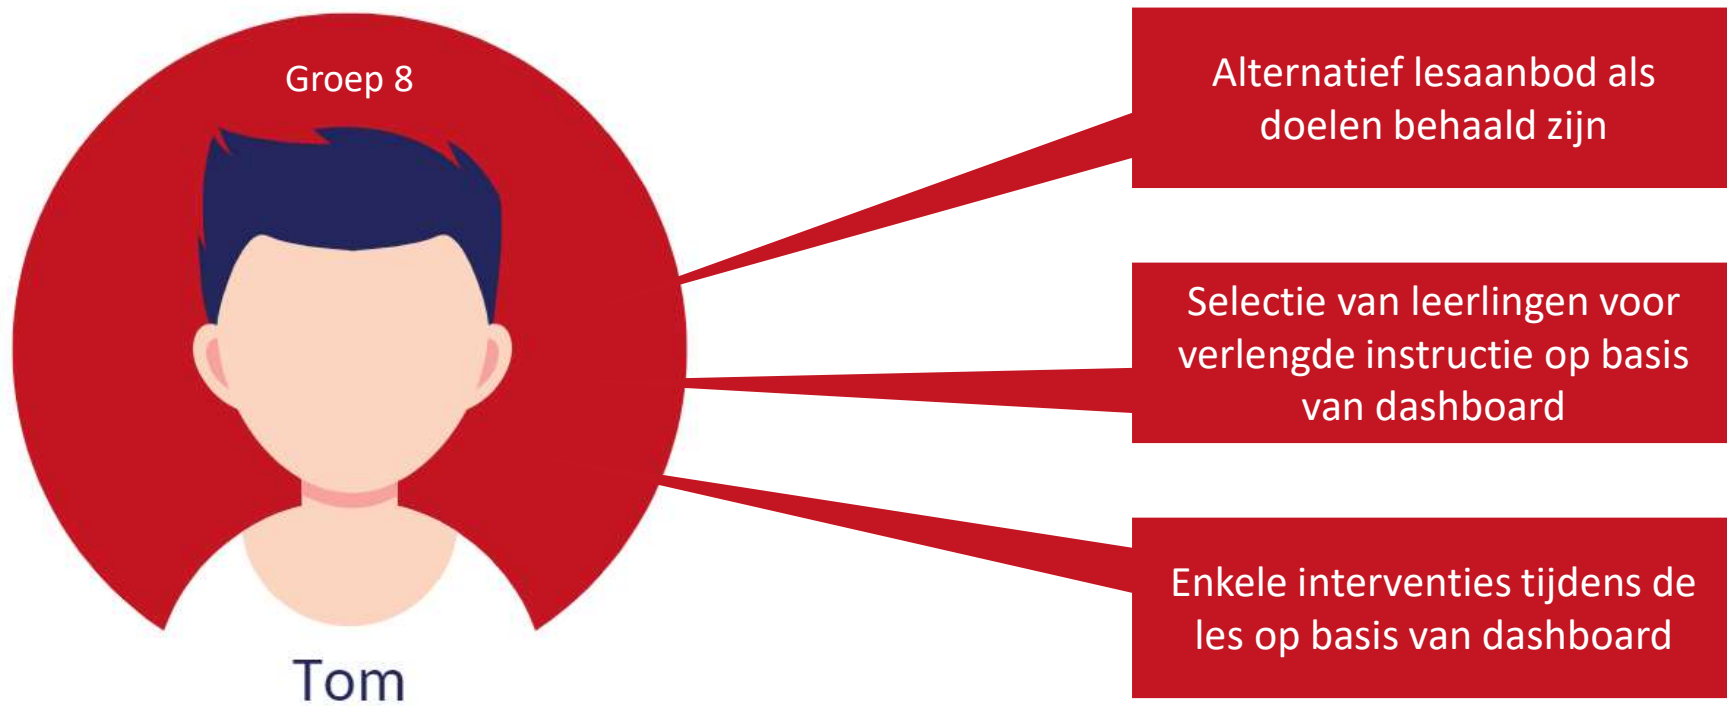 Groep 8
Tom
Alternatief lesaanbod als
doelen behaald zijn
Selectie van leerlingen voor
verlengde instructie op basis
van dashboard
Enkele interventies tijdens de
les op basis van dashboard